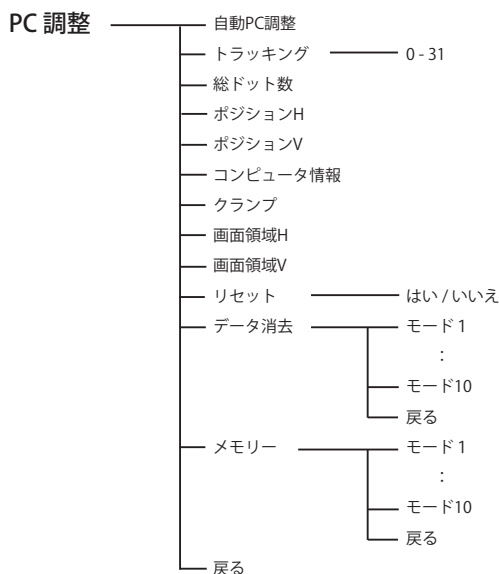 PC 調整
自動PC調整
トラッキング 0 - 31
総ドット数
ポジションH
ポジションV
コンピュータ情報
クランプ
画面領域H
画面領域V
リセット はい / いいえ
データ消去 モード 1
:
モード10
戻る
メモリー モード 1
:
モード10
戻る
戻る